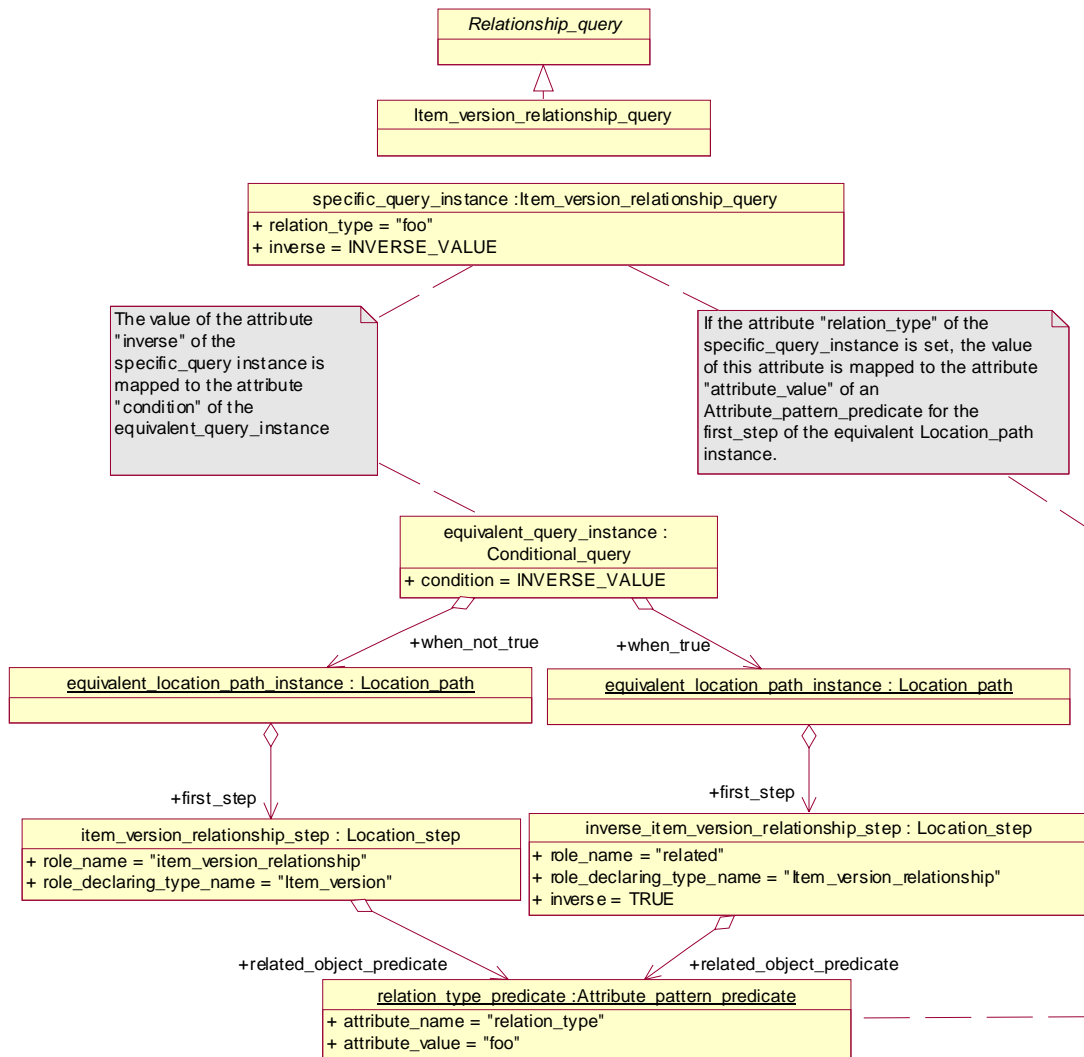 Relationship_query
Item_version_relationship_query
specific_query_instance :Item_version_relationship_query
+ relation_type = "foo"
+ inverse = INVERSE_VALUE
The value of the attribute
"inverse" of the
specific_query instance is
mapped to the attribute
"condition" of the
equivalent_query_instance
If the attribute "relation_type" of the
specific_query_instance is set, the value
of this attribute is mapped to the attribute
"attribute_value" of an
Attribute_pattern_predicate for the
first_step of the equivalent Location_path
instance.
equivalent_query_instance :
Conditional_query
+ condition = INVERSE_VALUE
+when_not_true
+when_true
equivalent_location_path_instance : Location_path
equivalent_location_path_instance : Location_path
+first_step
+first_step
item_version_relationship_step : Location_step
+ role_name = "item_version_relationship"
+ role_declaring_type_name = "Item_version"
inverse_item_version_relationship_step : Location_step
+ role_name = "related"
+ role_declaring_type_name = "Item_version_relationship"
+ inverse = TRUE
+related_object_predicate
+related_object_predicate
relation_type_predicate :Attribute_pattern_predicate
+ attribute_name = "relation_type"
+ attribute_value = "foo"